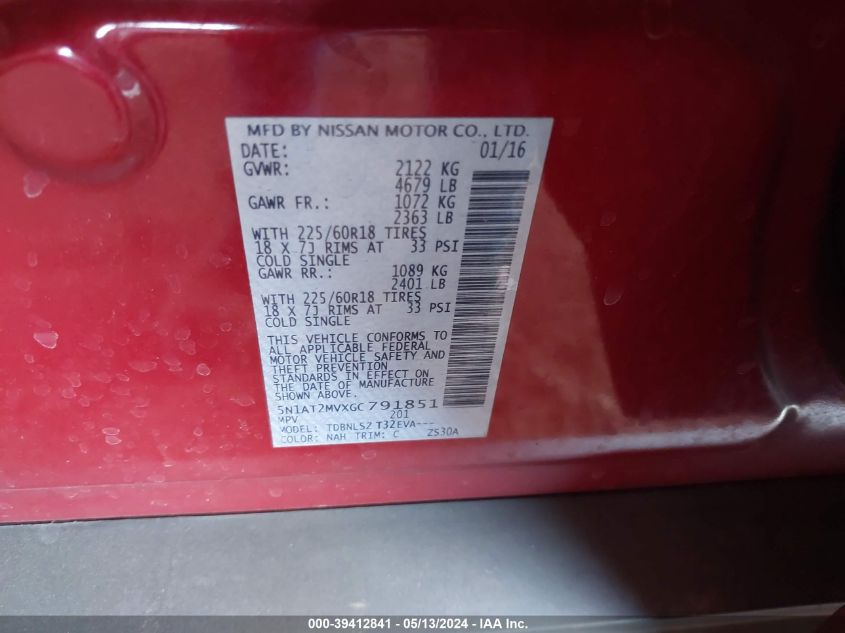 MFD BY NISSAN MOTOR CO., LTD.
DATE: 01/16
GVWR: 2122 KG
4679 LB
GAWR FR.: 1072 KG
2363 LB
WITH 225/60R18 TIRES
18 X 7J RIMS AT 33 PSI
COLD SINGLE
GAWR RR.: 1089 KG
2401 LB
WITH 225/60R18 TIRES
18 X 7J RIMS AT 33 PSI
COLD SINGLE
THIS VEHICLE CONFORMS TO
ALL APPLICABLE FEDERAL
MOTOR VEHICLE SAFETY AND
THEFT PREVENTION
STANDARDS IN EFFECT ON
THE DATE OF MANUFACTURE
SHOWN ABOVE
5N1AT2MVXGC791851
MPV 201
MODEL: TDBNLSZ T32EVA---
COLOR: NAH TRIM: C ZS30A
000-39412841 - 05/13/2024 - IAA Inc.